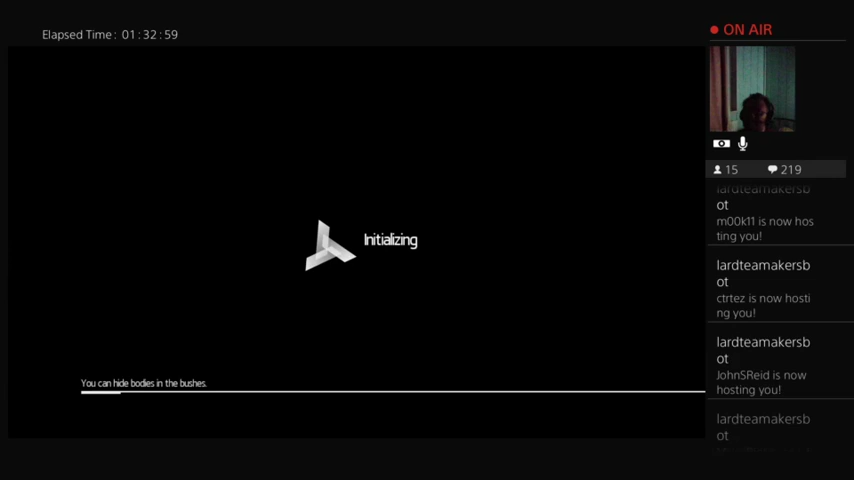 Elapsed Time : 01:32:59
ON AIR
15 219
lardteamakersb
ot
m00k11 is now hos
ting you!
lardteamakersb
ot
ctrtez is now hosti
ng you!
Initializing
lardteamakersb
ot
JohnSReid is now
hosting you!
You can hide bodies in the bushes.
lardteamakersb
ot